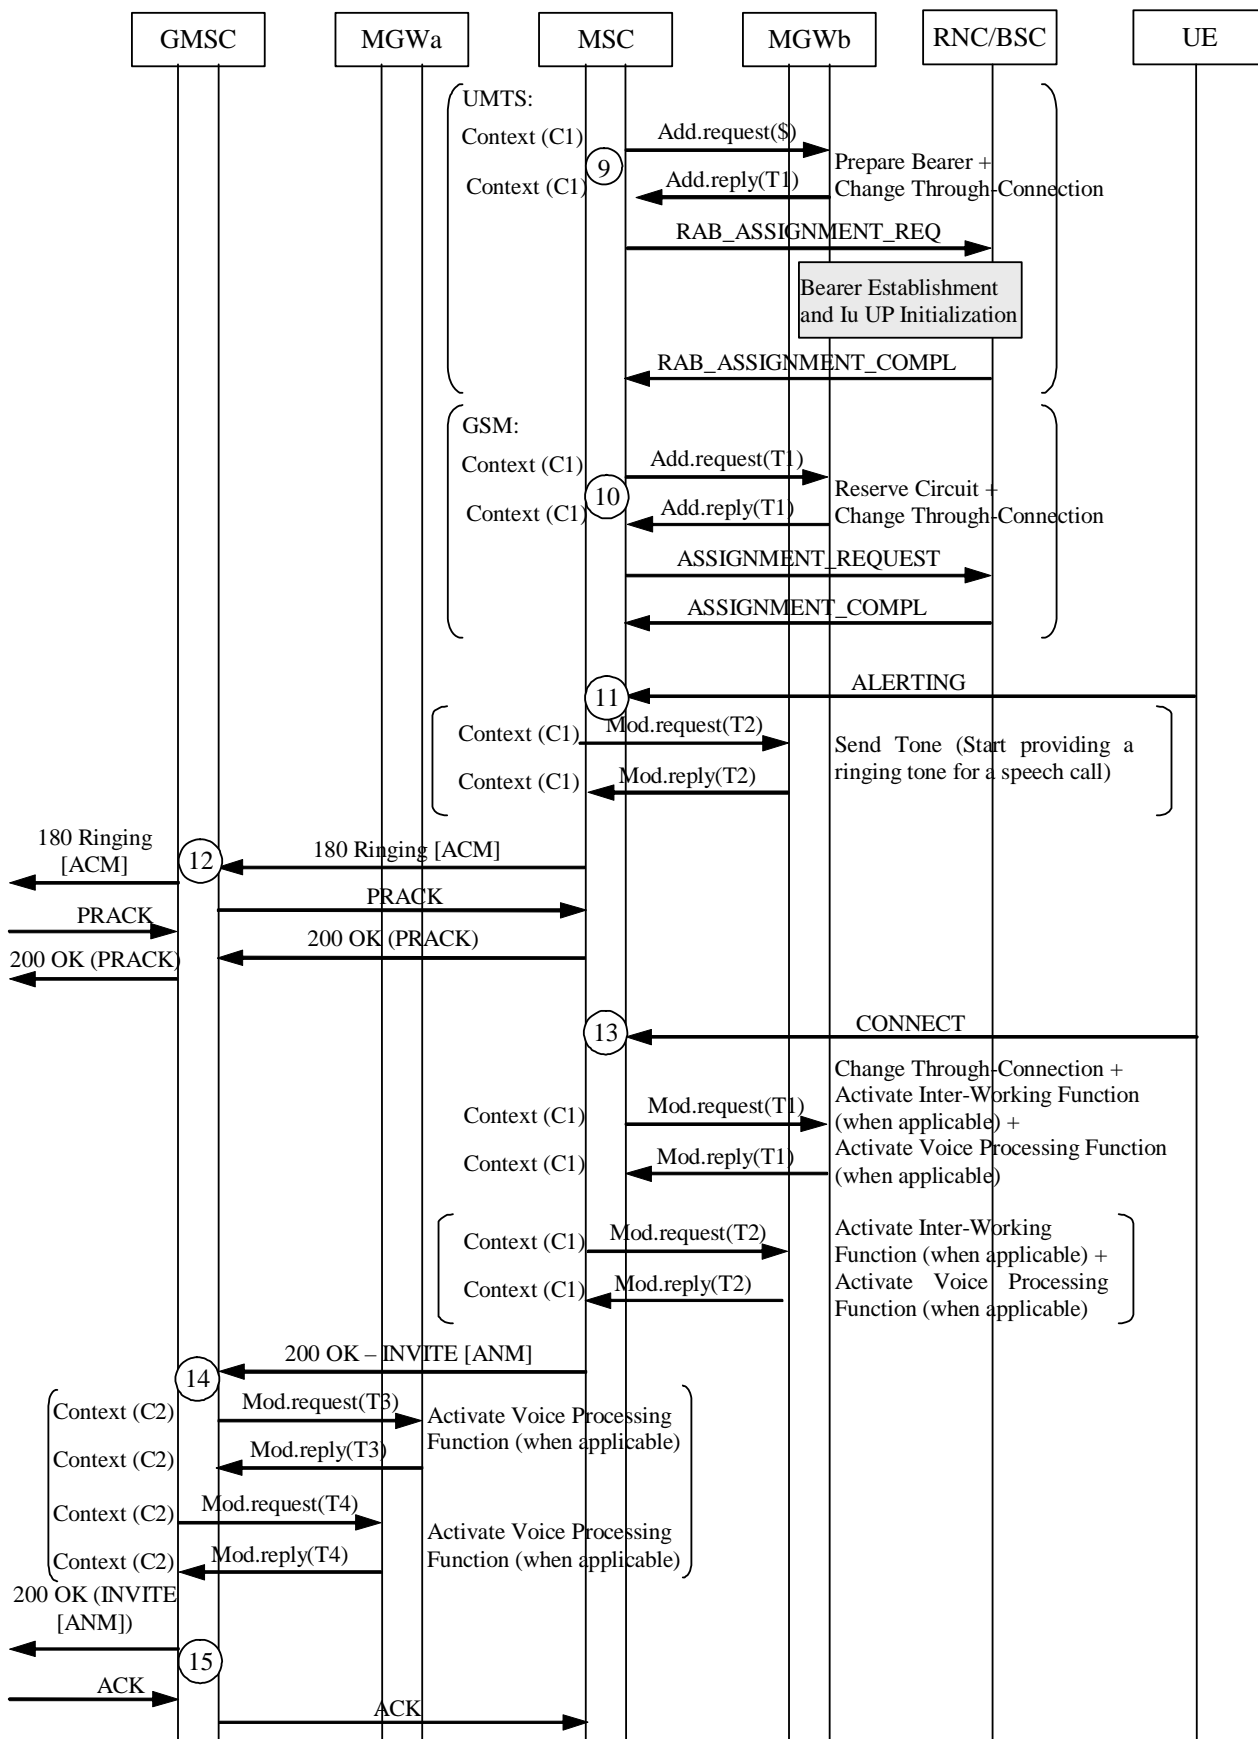 GMSC
MGWa
MSC
MGWb
RNC/BSC
UE
UMTS:
Context (C1)
Add.request($)
9
Prepare Bearer +
Change Through-Connection
Context (C1)
Add.reply(T1)
RAB_ASSIGNMENT_REQ
Bearer Establishment
and Iu UP Initialization
RAB_ASSIGNMENT_COMPL
GSM:
Context (C1)
Add.request(T1)
10
Reserve Circuit +
Change Through-Connection
Context (C1)
Add.reply(T1)
ASSIGNMENT_REQUEST
ASSIGNMENT_COMPL
11
ALERTING
Context (C1)
Mod.request(T2)
Send Tone (Start providing a
ringing tone for a speech call)
Context (C1)
Mod.reply(T2)
180 Ringing
[ACM]
12
180 Ringing [ACM]
PRACK
PRACK
200 OK (PRACK)
200 OK (PRACK)
13
CONNECT
Change Through-Connection +
Activate Inter-Working Function
(when applicable) +
Activate Voice Processing Function
(when applicable)
Context (C1)
Mod.request(T1)
Context (C1)
Mod.reply(T1)
Context (C1)
Mod.request(T2)
Activate Inter-Working
Function (when applicable) +
Activate Voice Processing
Function (when applicable)
Context (C1)
Mod.reply(T2)
14
200 OK – INVITE [ANM]
Context (C2)
Mod.request(T3)
Activate Voice Processing
Function (when applicable)
Context (C2)
Mod.reply(T3)
Context (C2)
Mod.request(T4)
Activate Voice Processing
Function (when applicable)
Context (C2)
Mod.reply(T4)
200 OK (INVITE
[ANM])
15
ACK
ACK